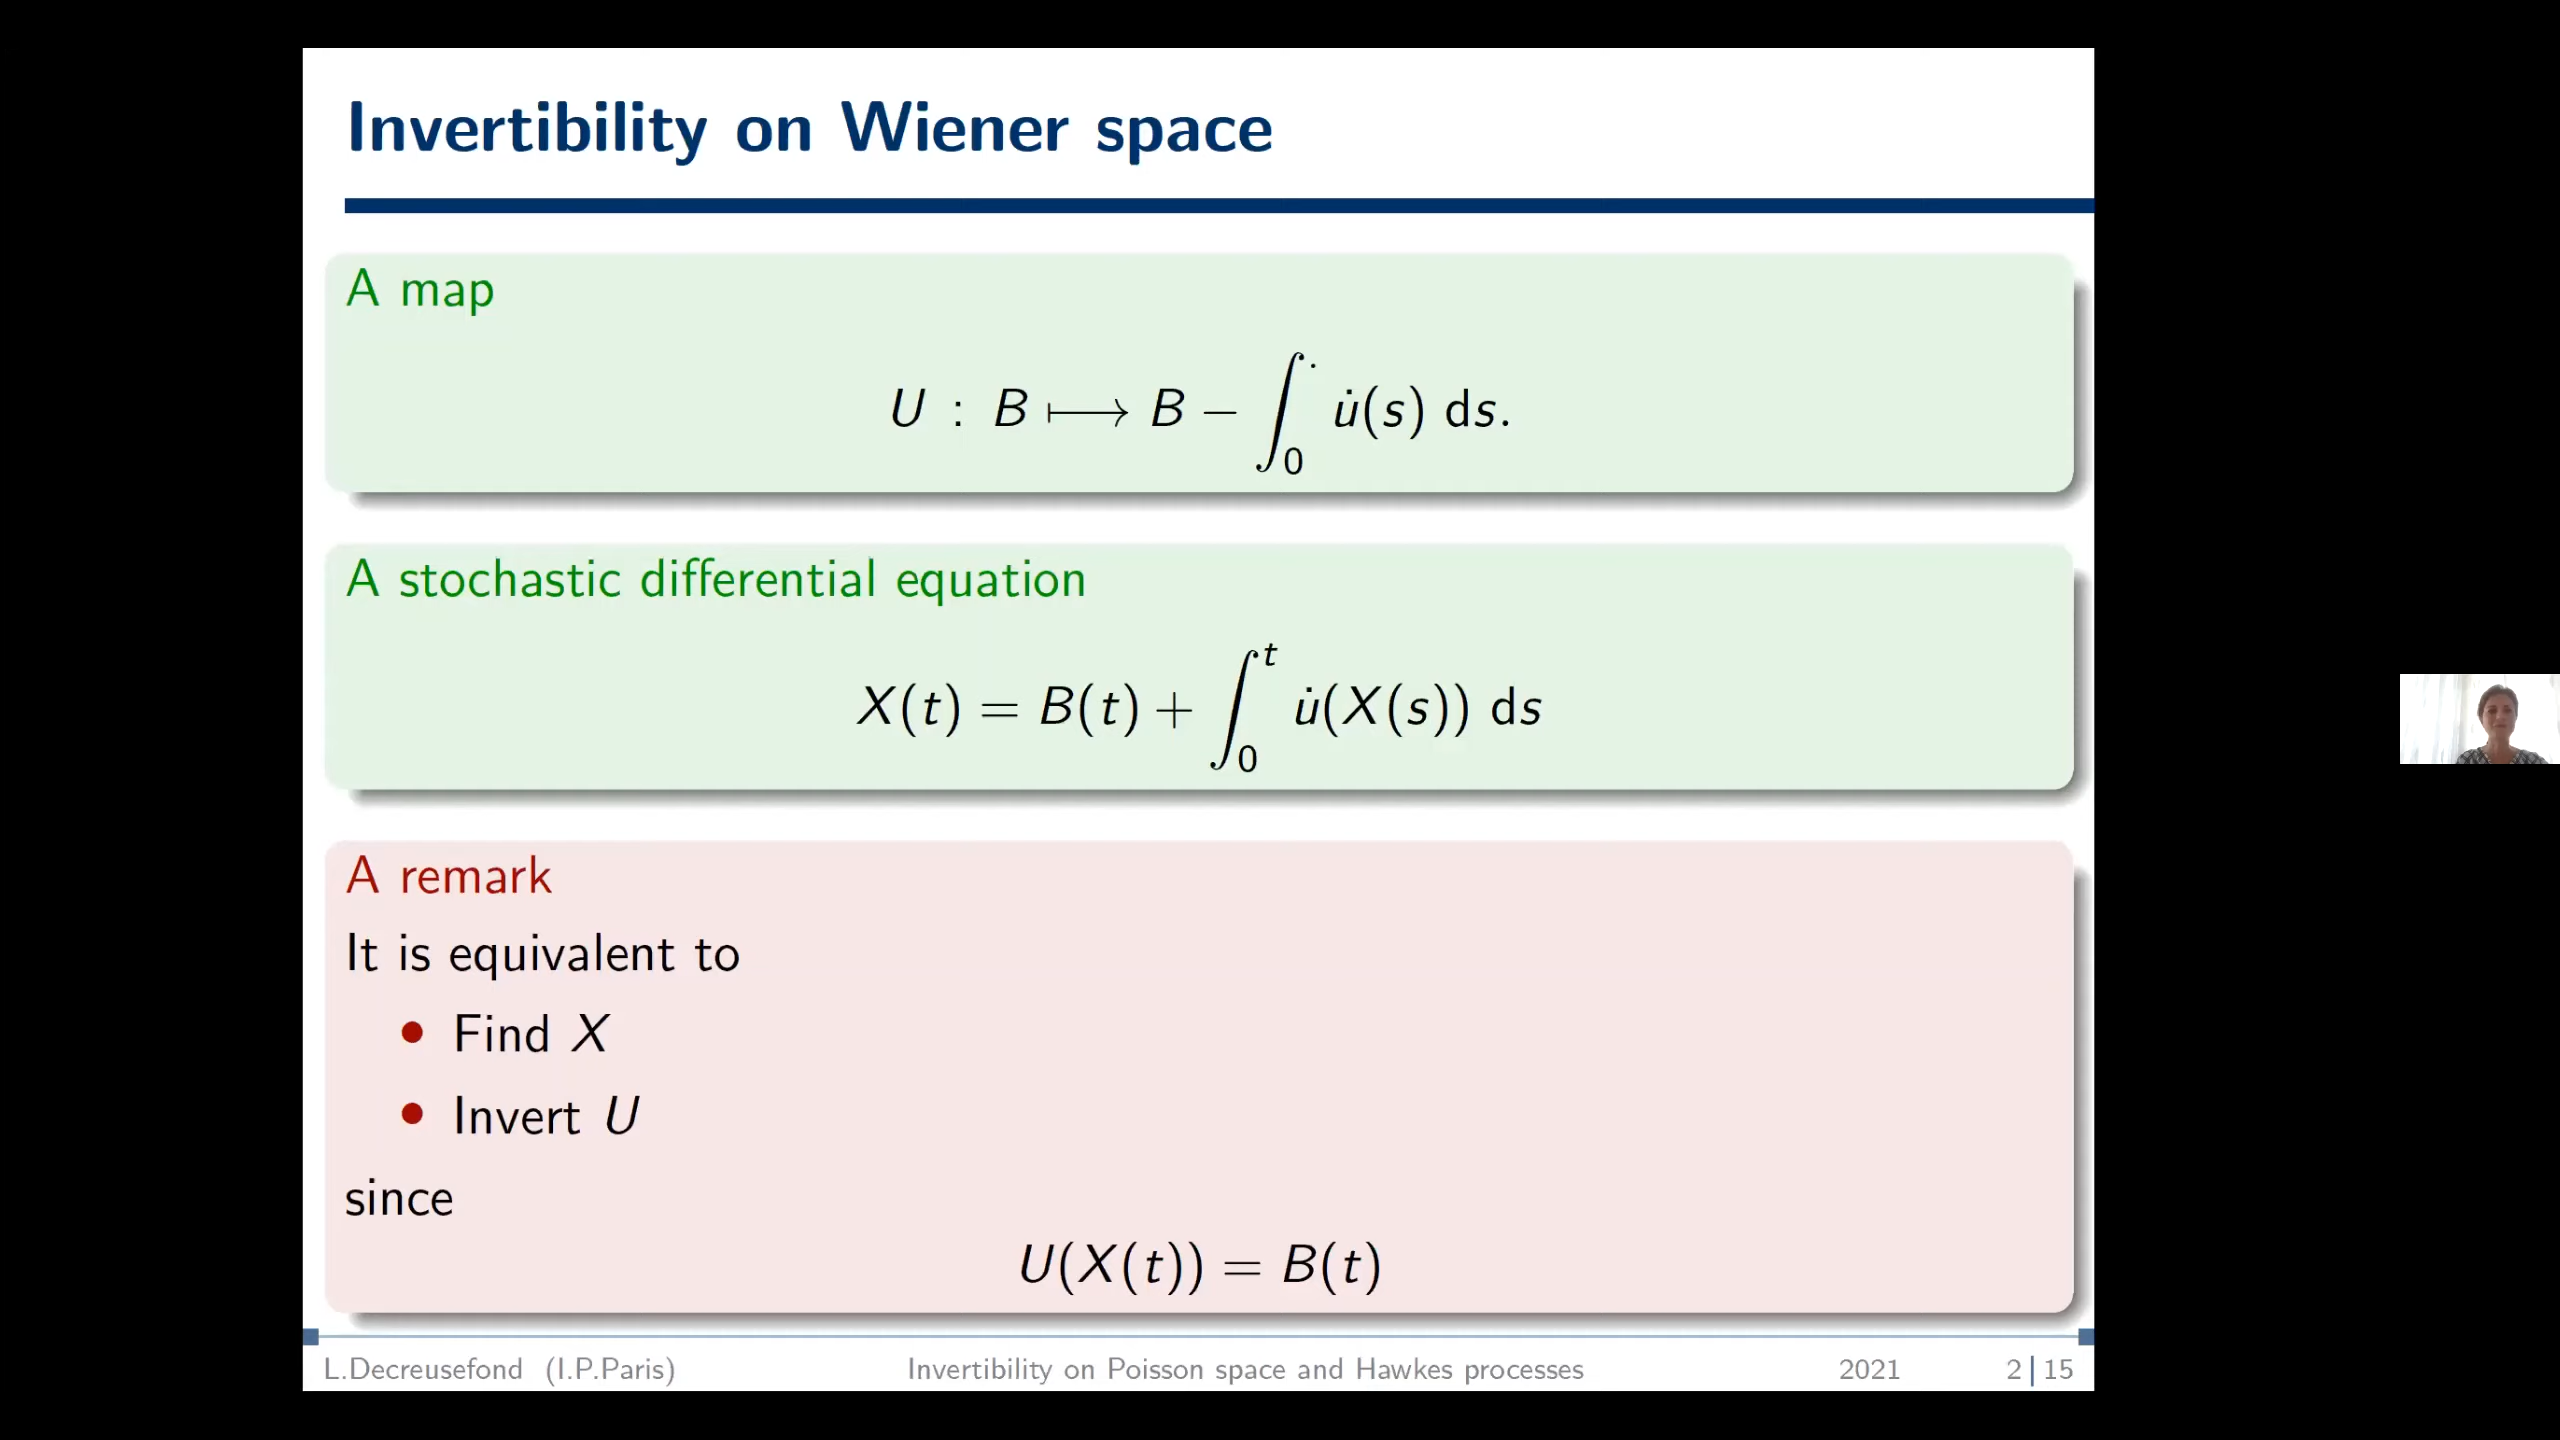 Invertibility on Wiener space
A map
U : B ⟼ B − ∫₀^· u̇(s) ds.
A stochastic differential equation
X(t) = B(t) + ∫₀^t u̇(X(s)) ds
A remark
It is equivalent to
• Find X
• Invert U
since
U(X(t)) = B(t)
L.Decreusefond (I.P.Paris) Invertibility on Poisson space and Hawkes processes 2021 2 | 15